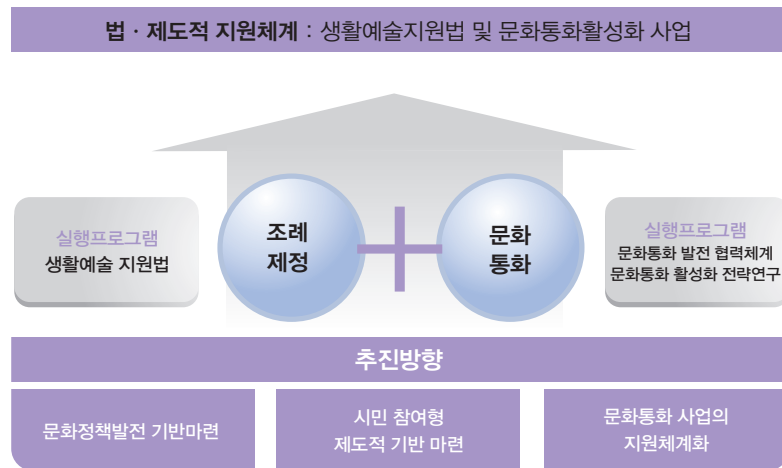 법 · 제도적 지원체계 : 생활예술지원법 및 문화통화활성화 사업
실행프로그램
생활예술 지원법
조례
제정
문화
통화
실행프로그램
문화통화 발전 협력체계
문화통화 활성화 전략연구
추진방향
문화정책발전 기반마련
시민 참여형
제도적 기반 마련
문화통화 사업의
지원체계화